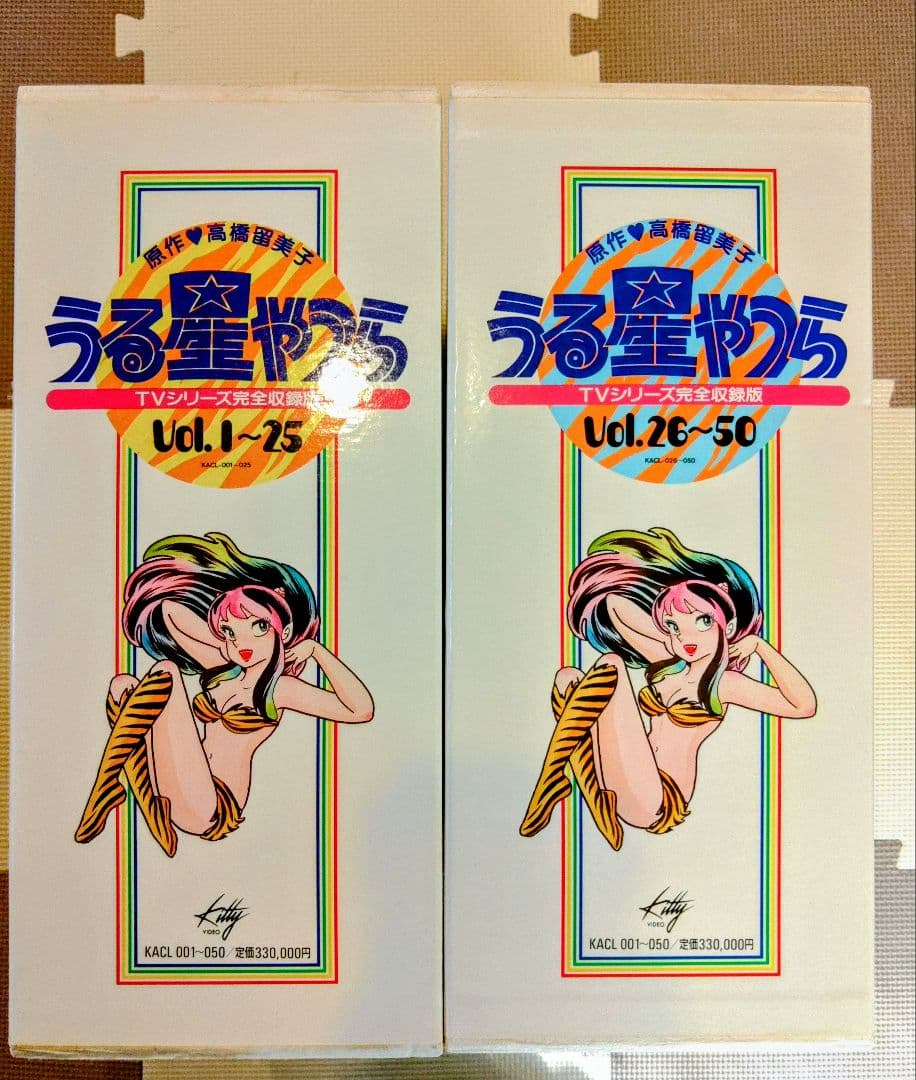 原作♥高橋留美子
うる星やつら
TVシリーズ完全収録版
Vol.1~25
KACL-001~025
Kitty
VIDEO
KACL 001~050/定価330,000円
原作♥高橋留美子
うる星やつら
TVシリーズ完全収録版
Vol.26~50
KACL-026~050
Kitty
VIDEO
KACL 001~050/定価330,000円